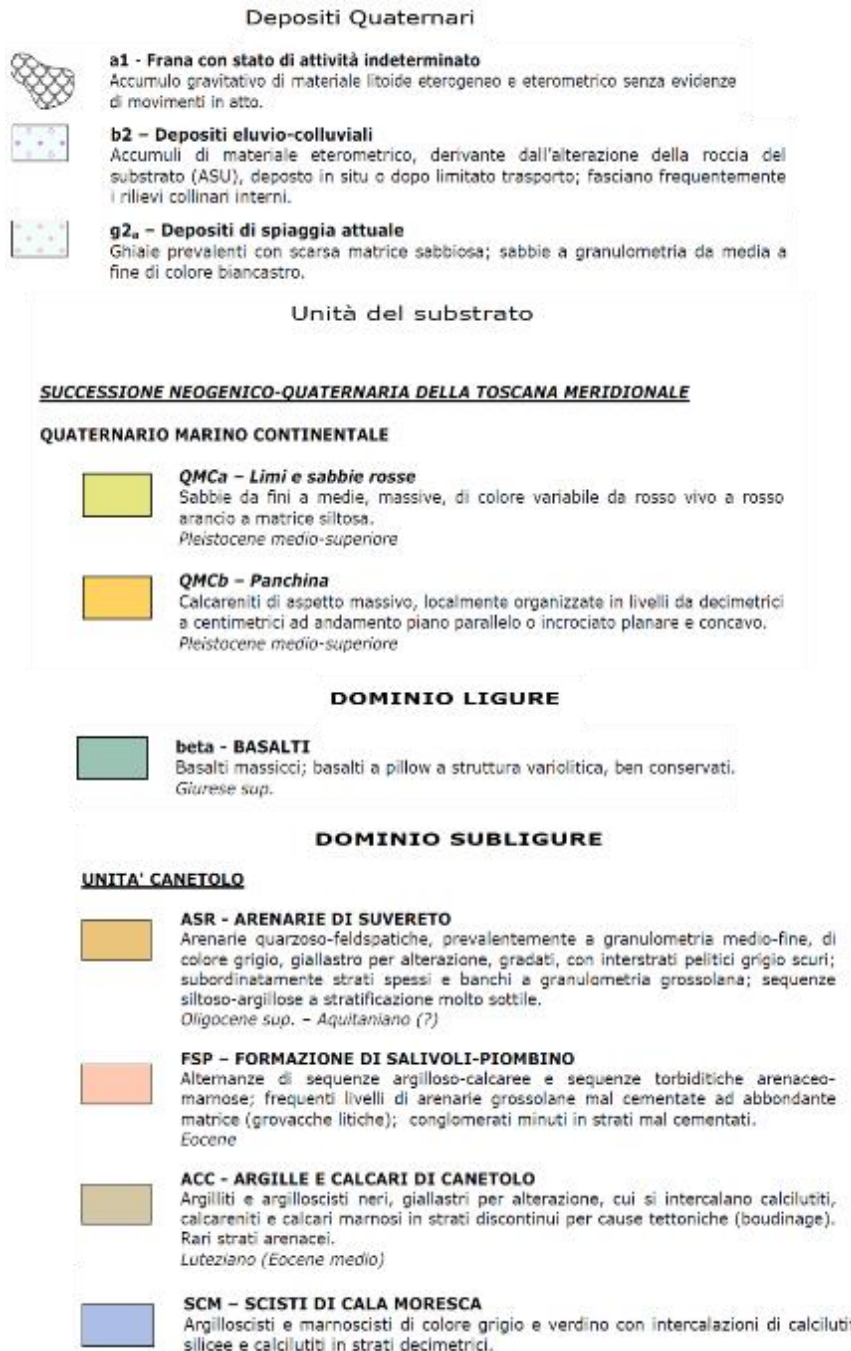 Depositi Quaternari
a1 - Frana con stato di attività indeterminato
Accumulo gravitativo di materiale litoide eterogeneo e eterometrico senza evidenze
di movimenti in atto.
b2 – Depositi eluvio-colluviali
Accumuli di materiale eterometrico, derivante dall'alterazione della roccia del
substrato (ASU), deposto in situ o dopo limitato trasporto; fasciano frequentemente
i rilievi collinari interni.
g2a – Depositi di spiaggia attuale
Ghiaie prevalenti con scarsa matrice sabbiosa; sabbie a granulometria da media a
fine di colore biancastro.
Unità del substrato
SUCCESSIONE NEOGENICO-QUATERNARIA DELLA TOSCANA MERIDIONALE
QUATERNARIO MARINO CONTINENTALE
QMCa – Limi e sabbie rosse
Sabbie da fini a medie, massive, di colore variabile da rosso vivo a rosso
arancio a matrice siltosa.
Pleistocene medio-superiore
QMCb – Panchina
Calcareniti di aspetto massivo, localmente organizzate in livelli da decimetrici
a centimetrici ad andamento piano parallelo o incrociato planare e concavo.
Pleistocene medio-superiore
DOMINIO LIGURE
beta - BASALTI
Basalti massicci; basalti a pillow a struttura variolitica, ben conservati.
Giurese sup.
DOMINIO SUBLIGURE
UNITA' CANETOLO
ASR - ARENARIE DI SUVERETO
Arenarie quarzoso-feldspatiche, prevalentemente a granulometria medio-fine, di
colore grigio, giallastro per alterazione, gradati, con interstrati pelitici grigio scuri;
subordinatamente strati spessi e banchi a granulometria grossolana; sequenze
siltoso-argillose a stratificazione molto sottile.
Oligocene sup. – Aquitaniano (?)
FSP – FORMAZIONE DI SALIVOLI-PIOMBINO
Alternanze di sequenze argilloso-calcaree e sequenze torbiditiche arenaceo-
marnose; frequenti livelli di arenarie grossolane mal cementate ad abbondante
matrice (grovacche litiche); conglomerati minuti in strati mal cementati.
Eocene
ACC - ARGILLE E CALCARI DI CANETOLO
Argilliti e argilloscisti neri, giallastri per alterazione, cui si intercalano calcilutiti,
calcareniti e calcari marnosi in strati discontinui per cause tettoniche (boudinage).
Rari strati arenacei.
Luteziano (Eocene medio)
SCM – SCISTI DI CALA MORESCA
Argilloscisti e marnoscisti di colore grigio e verdino con intercalazioni di calciluti
silicee e calcilutiti in strati decimetrici.